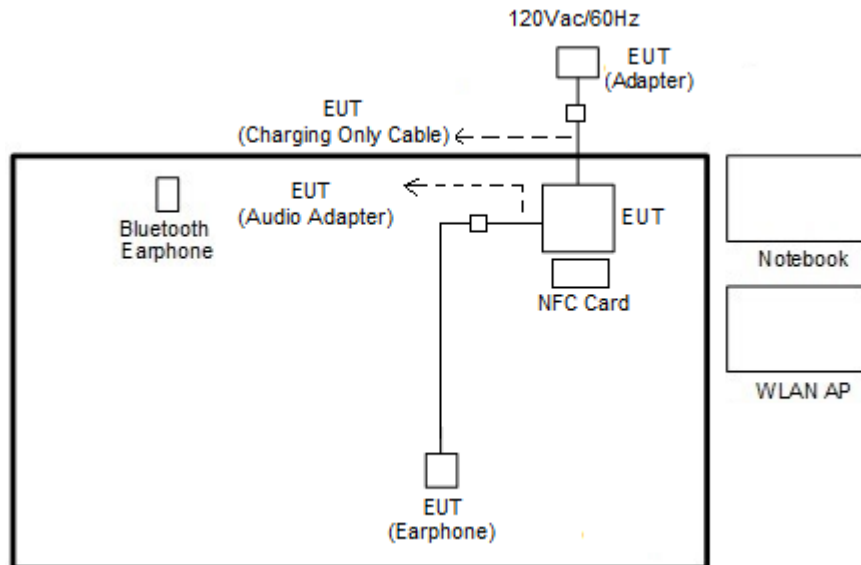 120Vac/60Hz
EUT
(Adapter)
EUT
(Charging Only Cable)
EUT
(Audio Adapter)
EUT
Bluetooth
Earphone
NFC Card
Notebook
WLAN AP
EUT
(Earphone)